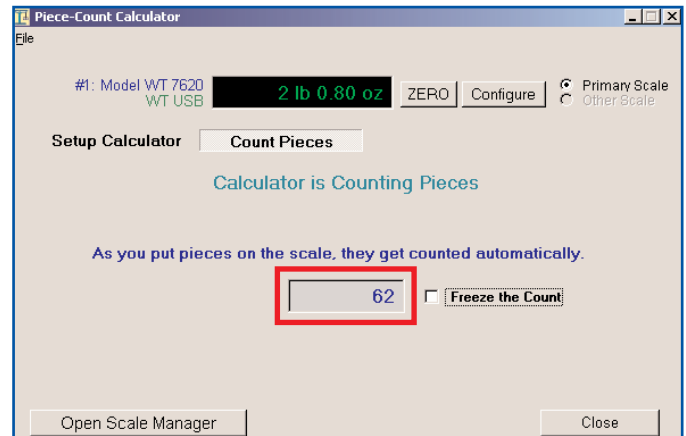 Piece-Count Calculator
File
#1: Model WT 7620
WT USB
2 lb 0.80 oz
ZERO
Configure
Primary Scale
Other Scale
Setup Calculator
Count Pieces
Calculator is Counting Pieces
As you put pieces on the scale, they get counted automatically.
62
Freeze the Count
Open Scale Manager
Close